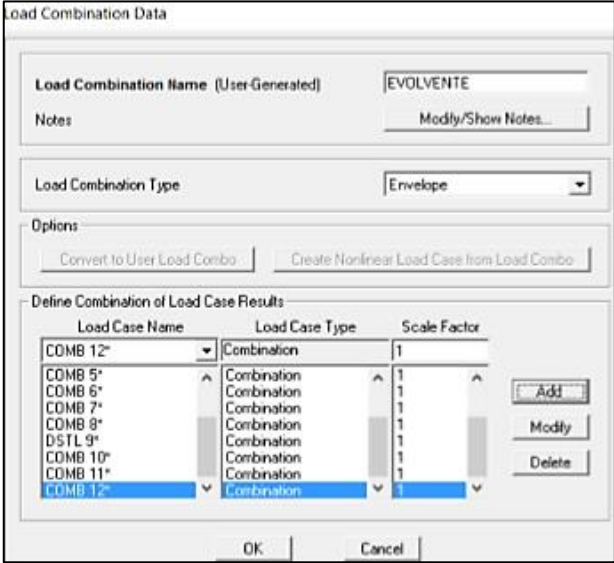 Load Combination Data
Load Combination Name (User-Generated) EVOLVENTE
Notes Modify/Show Notes...
Load Combination Type Envelope
Options
Convert to User Load Combo Create Nonlinear Load Case from Load Combo
Define Combination of Load Case Results
Load Case Name Load Case Type Scale Factor
COMB 12* Combination 1
COMB 5* Combination 1
COMB 6* Combination 1
COMB 7* Combination 1
COMB 8* Combination 1
DSTL 9* Combination 1
COMB 10* Combination 1
COMB 11* Combination 1
COMB 12* Combination 1
Add
Modify
Delete
OK Cancel